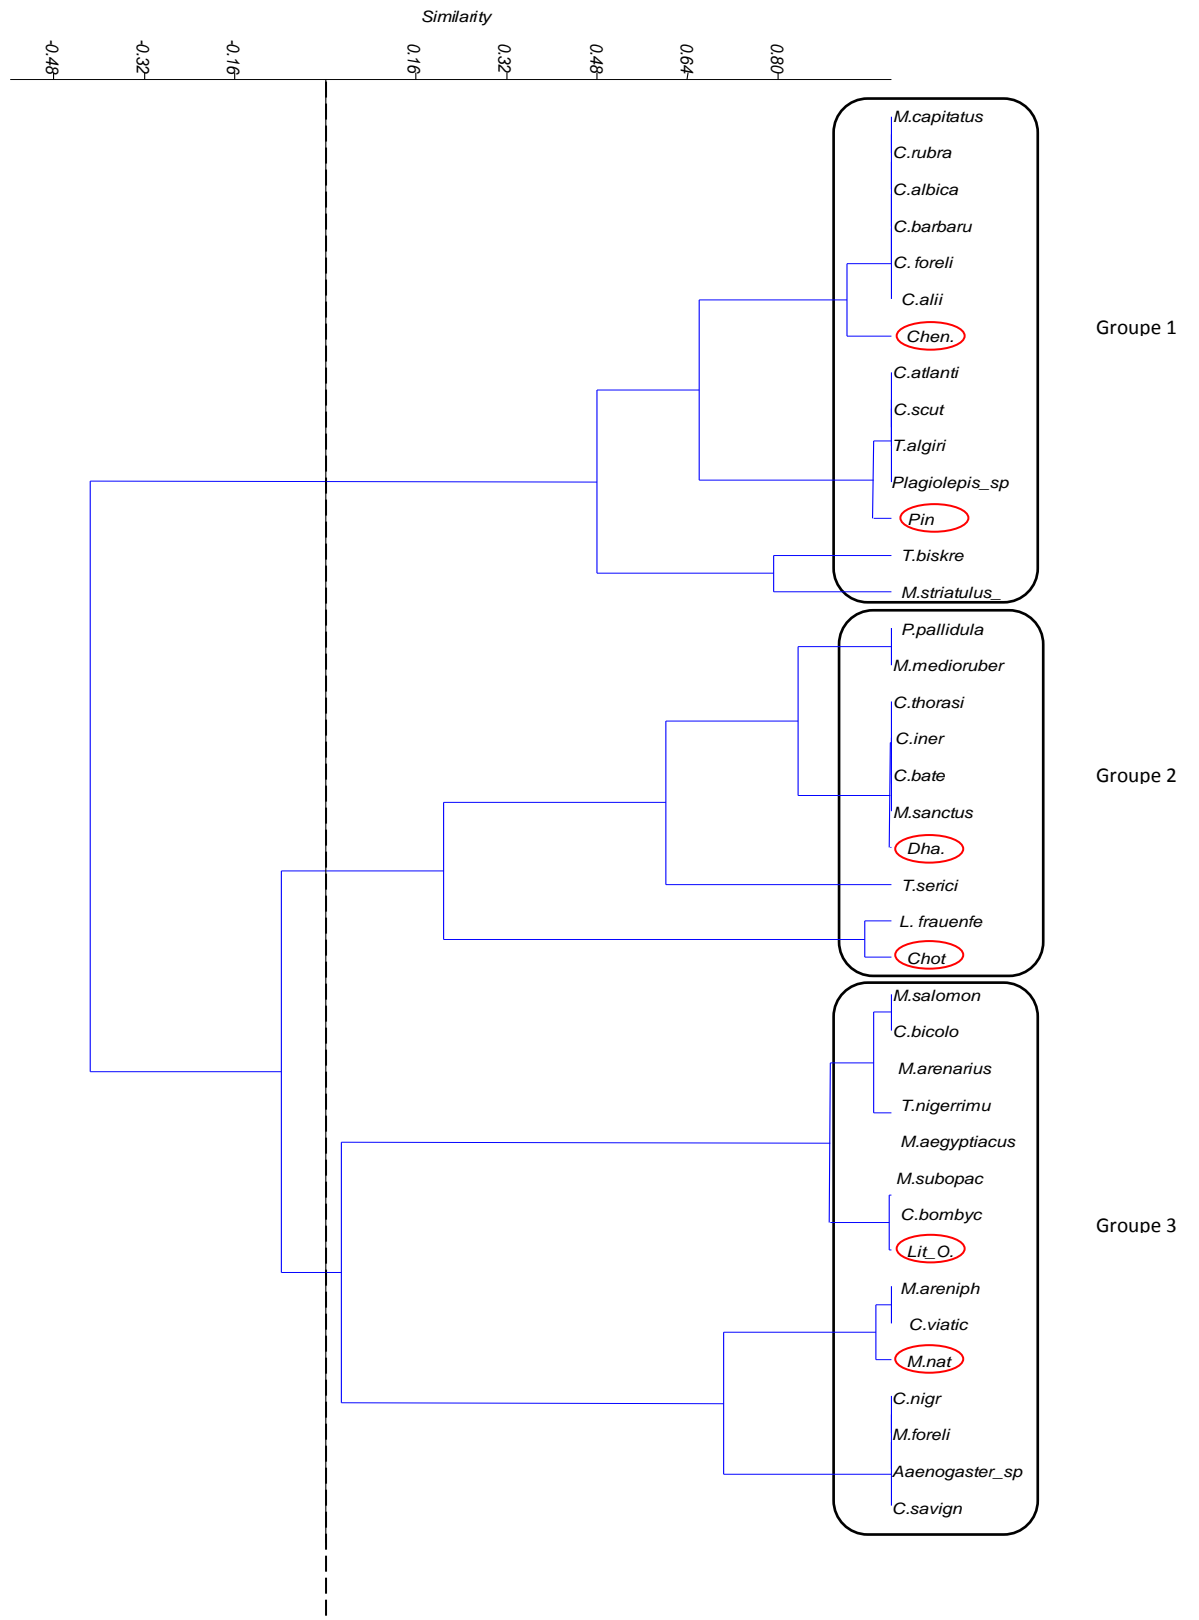 Similarity
-0.48
-0.32
-0.16
0.16
0.32
0.48
0.64
0.80
M.capitatus
C.rubra
C.albica
C.barbaru
C. foreli
C.alii
Chen.
Groupe 1
C.atlanti
C.scut
T.algiri
Plagiolepis_sp
Pin
T.biskre
M.striatulus_
P.pallidula
M.medioruber
C.thorasi
C.iner
C.bate
Groupe 2
M.sanctus
Dha.
T.serici
L. frauenfe
Chot
M.salomon
C.bicolo
M.arenarius
T.nigerrimu
M.aegyptiacus
M.subopac
C.bombyc
Groupe 3
Lit_O.
M.areniph
C.viatic
M.nat
C.nigr
M.foreli
Aaenogaster_sp
C.savign